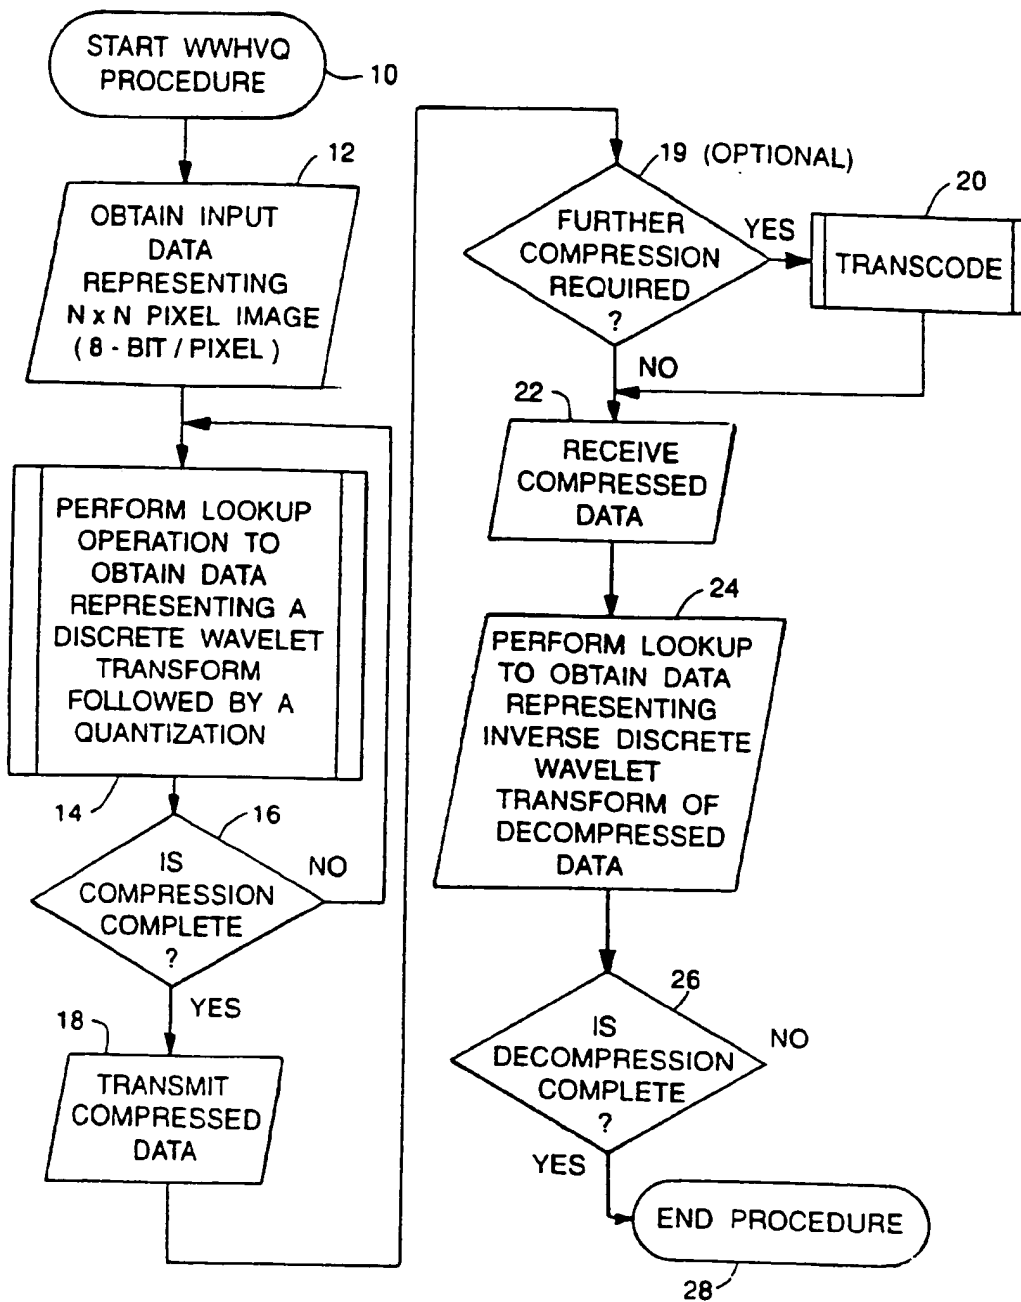 START WWHVQ
PROCEDURE
10
12
OBTAIN INPUT
DATA
REPRESENTING
N x N PIXEL IMAGE
( 8 - BIT / PIXEL )
PERFORM LOOKUP
OPERATION TO
OBTAIN DATA
REPRESENTING A
DISCRETE WAVELET
TRANSFORM
FOLLOWED BY A
QUANTIZATION
14
16
IS
COMPRESSION
COMPLETE
?
NO
YES
18
TRANSMIT
COMPRESSED
DATA
19 (OPTIONAL)
FURTHER
COMPRESSION
REQUIRED
?
YES
20
TRANSCODE
NO
22
RECEIVE
COMPRESSED
DATA
24
PERFORM LOOKUP
TO OBTAIN DATA
REPRESENTING
INVERSE DISCRETE
WAVELET
TRANSFORM OF
DECOMPRESSED
DATA
26
IS
DECOMPRESSION
COMPLETE
?
NO
YES
END PROCEDURE
28